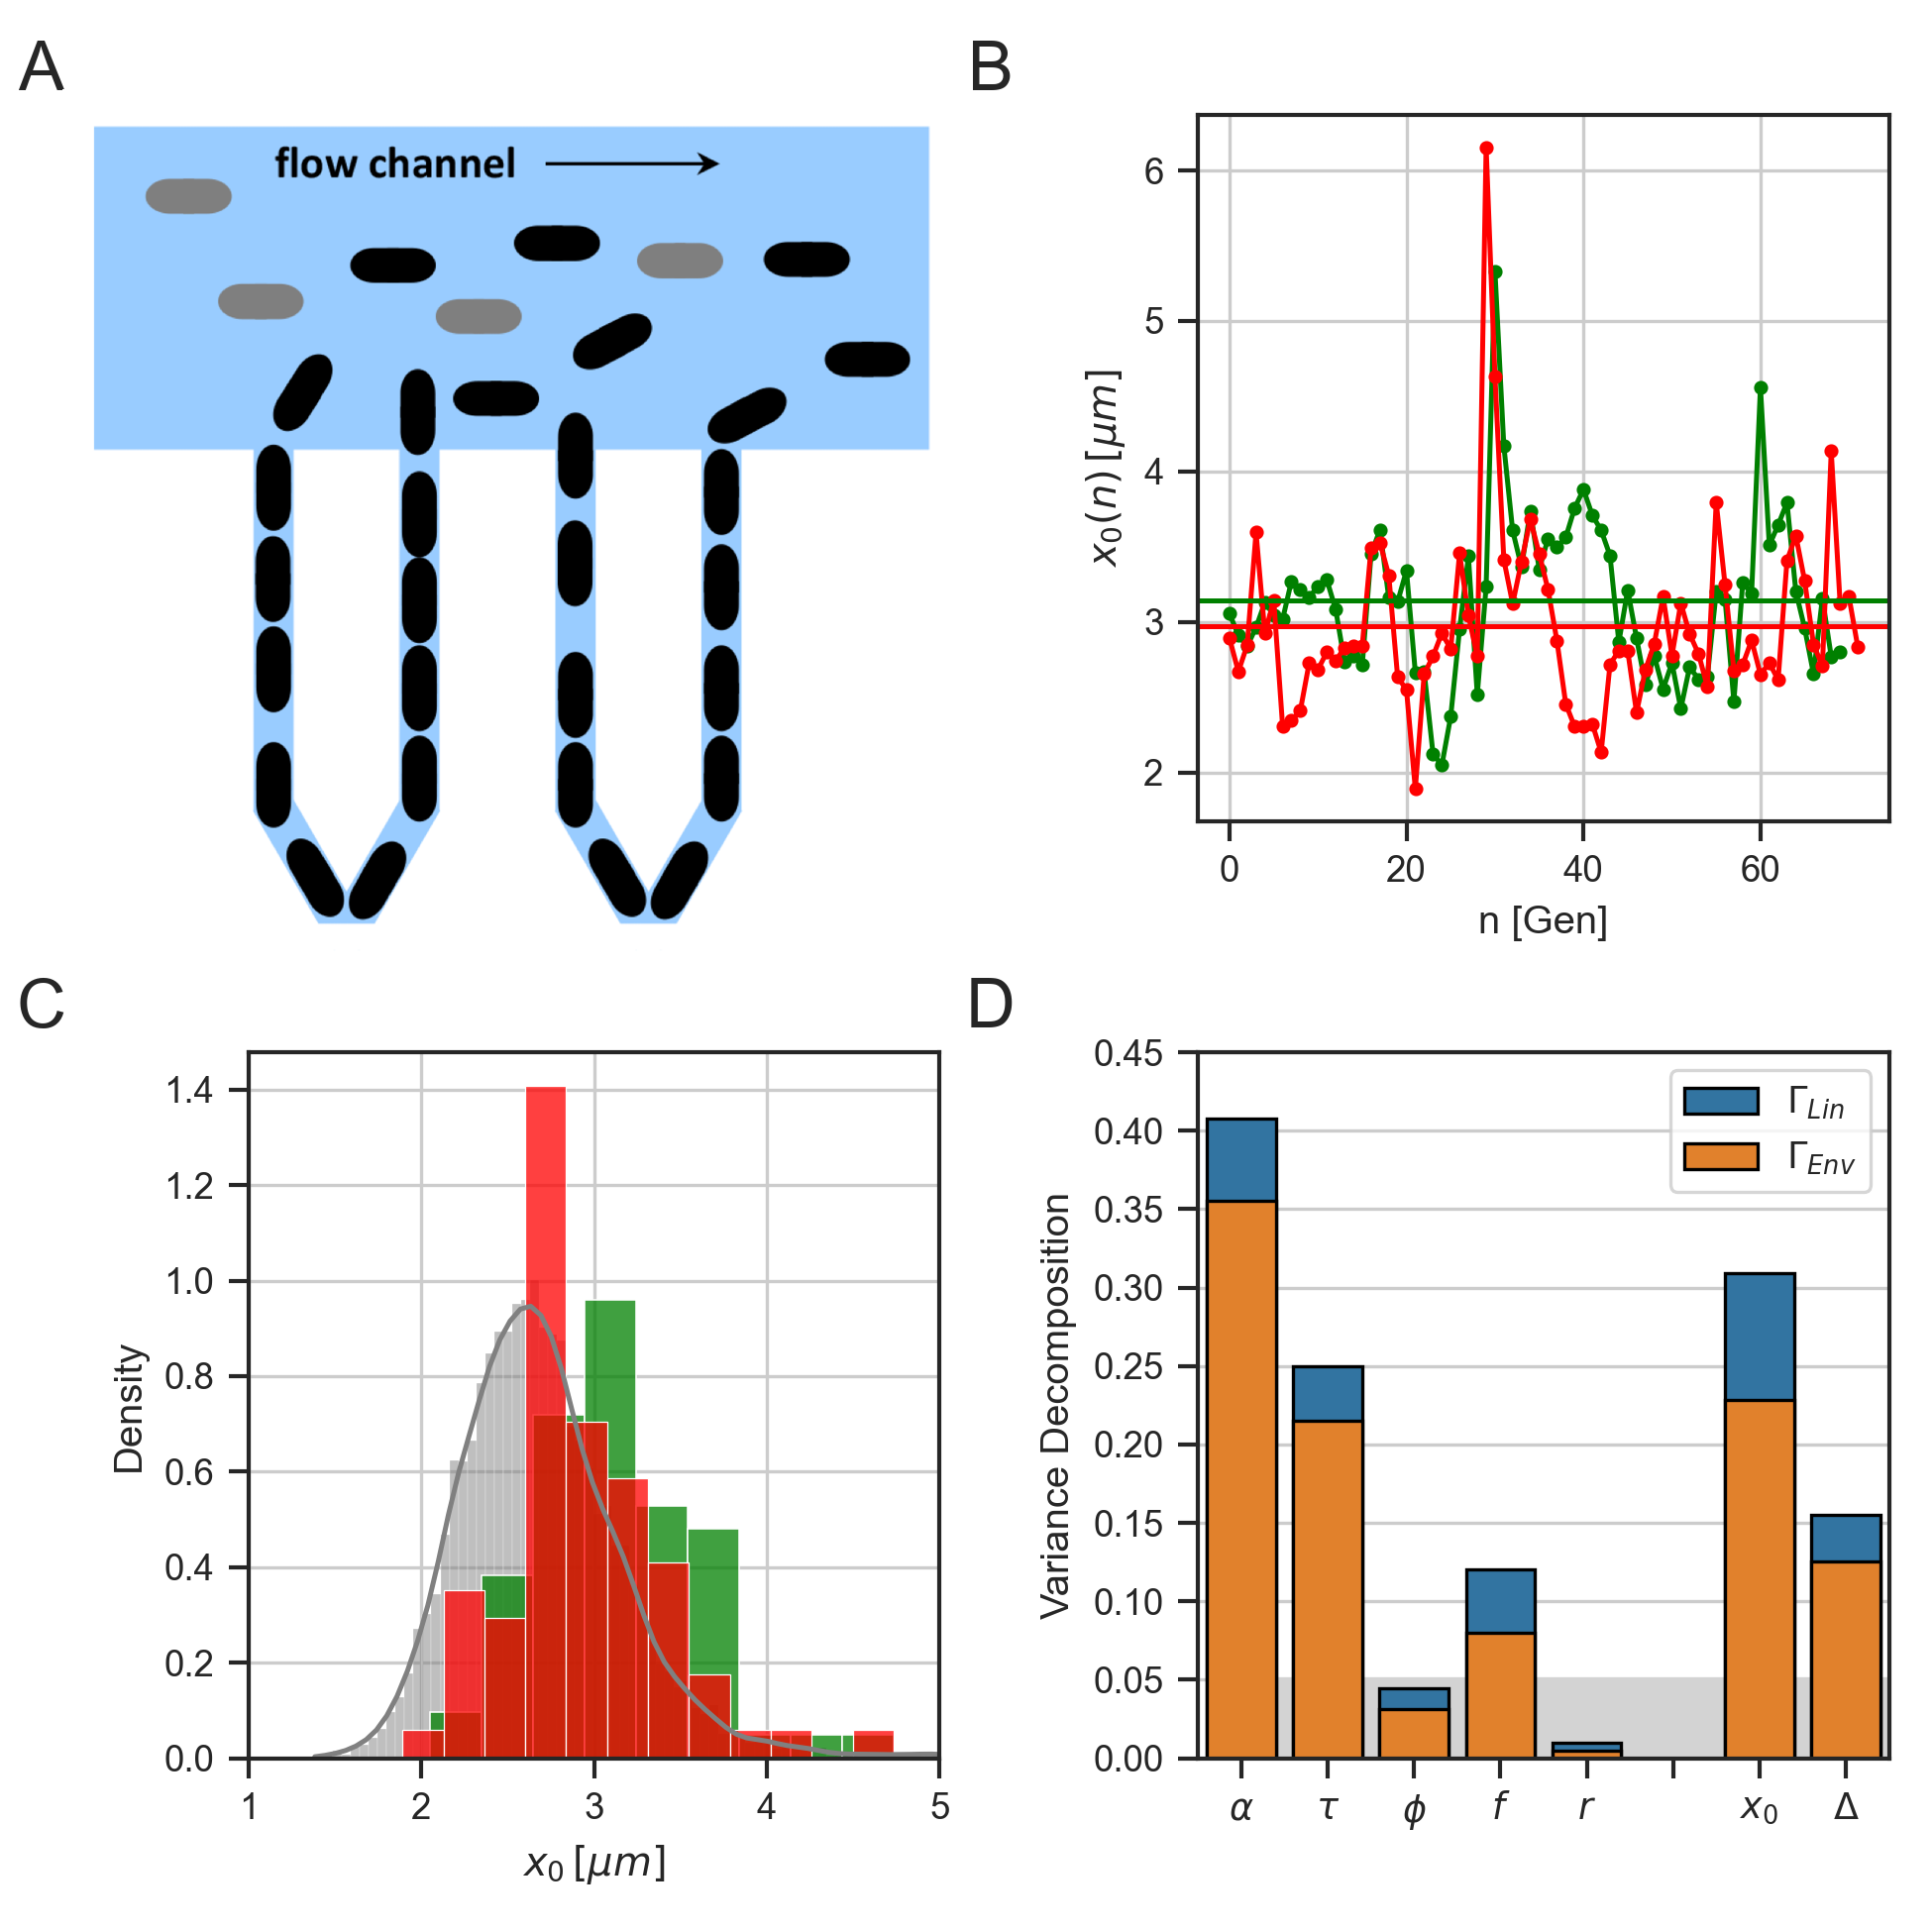 A
flow channel
B
x₀(n) [μm]
6
5
4
3
2
0 20 40 60
n [Gen]
C
Density
1.4
1.2
1.0
0.8
0.6
0.4
0.2
0.0
1 2 3 4 5
x₀ [μm]
D
Variance Decomposition
0.45
0.40
0.35
0.30
0.25
0.20
0.15
0.10
0.05
0.00
Γ_Lin
Γ_Env
α τ ϕ f r x₀ Δ